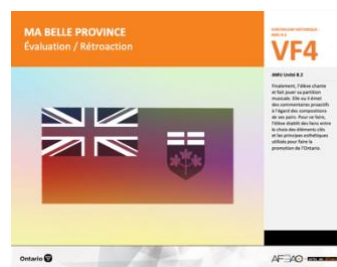 MA BELLE PROVINCE
Évaluation / Rétroaction
VF4
AMU Unité 8.2
Finalement, l'élève chante
et fait jouer sa partition
musicale. Elle ou il émet
des commentaires proactifs
à l'égard des compositions
de ses pairs. Pour ce faire,
l'élève établit des liens entre
le choix des éléments clés
et les principes esthétiques
utilisés pour faire la
promotion de l'Ontario.
Ontario
AFEAO